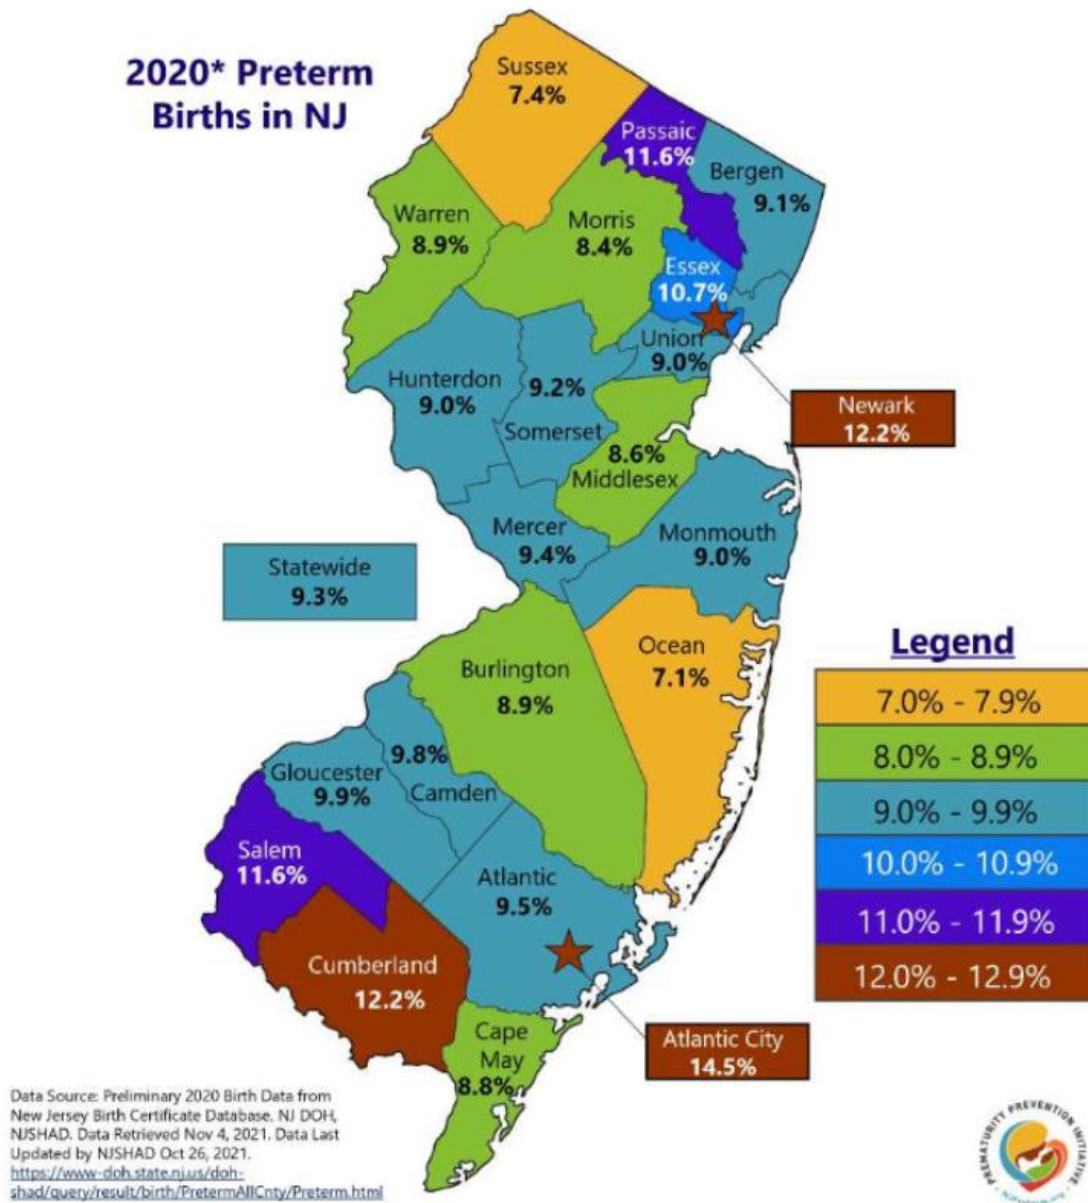 2020* Preterm
Births in NJ
Sussex
7.4%
Passaic
11.6%
Bergen
9.1%
Warren
8.9%
Morris
8.4%
Essex
10.7%
Union
9.0%
Hunterdon
9.0%
9.2%
Somerset
Newark
12.2%
8.6%
Middlesex
Mercer
9.4%
Monmouth
9.0%
Statewide
9.3%
Ocean
7.1%
Burlington
8.9%
Legend
7.0% - 7.9%
8.0% - 8.9%
9.0% - 9.9%
10.0% - 10.9%
11.0% - 11.9%
12.0% - 12.9%
9.8%
Camden
Gloucester
9.9%
Salem
11.6%
Atlantic
9.5%
Cumberland
12.2%
Cape
May
8.8%
Atlantic City
14.5%
Data Source: Preliminary 2020 Birth Data from
New Jersey Birth Certificate Database. NJ DOH,
NJSHAD. Data Retrieved Nov 4, 2021. Data Last
Updated by NJSHAD Oct 26, 2021.
https://www-doh.state.nj.us/doh-
shad/query/result/birth/PretermAllCnty/Preterm.html
PREMATURITY PREVENTION INITIATIVE